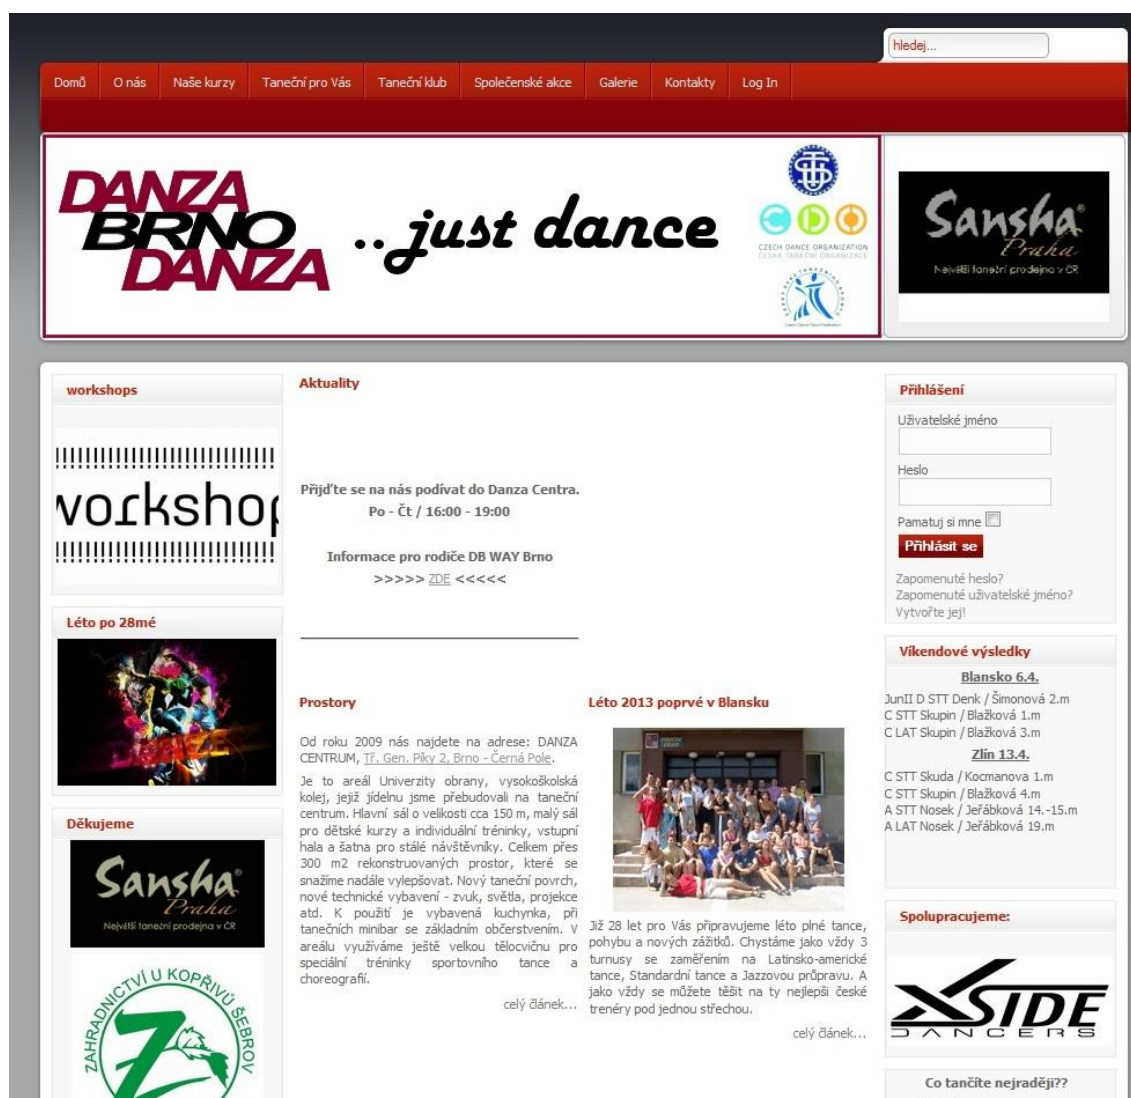 hledej...
Domů O nás Naše kurzy Taneční pro Vás Taneční klub Společenské akce Galerie Kontakty Log In
DANZA
BRNO
DANZA
..just dance
CZECH DANCE ORGANIZATION
ČESKÁ TANEČNÍ ORGANIZACE
Sansha®
Praha
Největší taneční prodejna v ČR
workshops
workshop
Léto po 28mé
Děkujeme
Sansha®
Praha
Největší taneční prodejna v ČR
ZAHRADNICTVÍ U KOPŘIVŮ ŠEBROV
Aktuality
Přijďte se na nás podívat do Danza Centra.
Po - Čt / 16:00 - 19:00
Informace pro rodiče DB WAY Brno
>>>>> ZDE <<<<<
Prostory
Od roku 2009 nás najdete na adrese: DANZA
CENTRUM, Tř. Gen. Píky 2, Brno - Černá Pole.
Je to areál Univerzity obrany, vysokoškolská
kolej, jejíž jídelnu jsme přebudovali na taneční
centrum. Hlavní sál o velikosti cca 150 m, malý sál
pro dětské kurzy a individuální tréninky, vstupní
hala a šatna pro stálé návštěvníky. Celkem přes
300 m2 rekonstruovaných prostor, které se
snažíme nadále vylepšovat. Nový taneční povrch,
nové technické vybavení - zvuk, světla, projekce
atd. K použití je vybavená kuchynka, při
tanečních minibar se základním občerstvením. V
areálu využíváme ještě velkou tělocvičnu pro
speciální tréninky sportovního tance a
choreografií.
celý článek...
Léto 2013 poprvé v Blansku
Již 28 let pro Vás připravujeme léto plné tance,
pohybu a nových zážitků. Chystáme jako vždy 3
turnusy se zaměřením na Latinsko-americké
tance, Standardní tance a Jazzovou průpravu. A
jako vždy se můžete těšit na ty nejlepši české
trenéry pod jednou střechou.
celý článek...
Přihlášení
Uživatelské jméno
Heslo
Pamatuj si mne
Přihlásit se
Zapomenuté heslo?
Zapomenuté uživatelské jméno?
Vytvořte jej!
Víkendové výsledky
Blansko 6.4.
JunII D STT Denk / Šimonová 2.m
C STT Skupin / Blažková 1.m
C LAT Skupin / Blažková 3.m
Zlín 13.4.
C STT Skuda / Kocmanova 1.m
C STT Skupin / Blažková 4.m
A STT Nosek / Jeřábková 14.-15.m
A LAT Nosek / Jeřábková 19.m
Spolupracujeme:
XSIDE
DANCERS
Co tančíte nejraději??